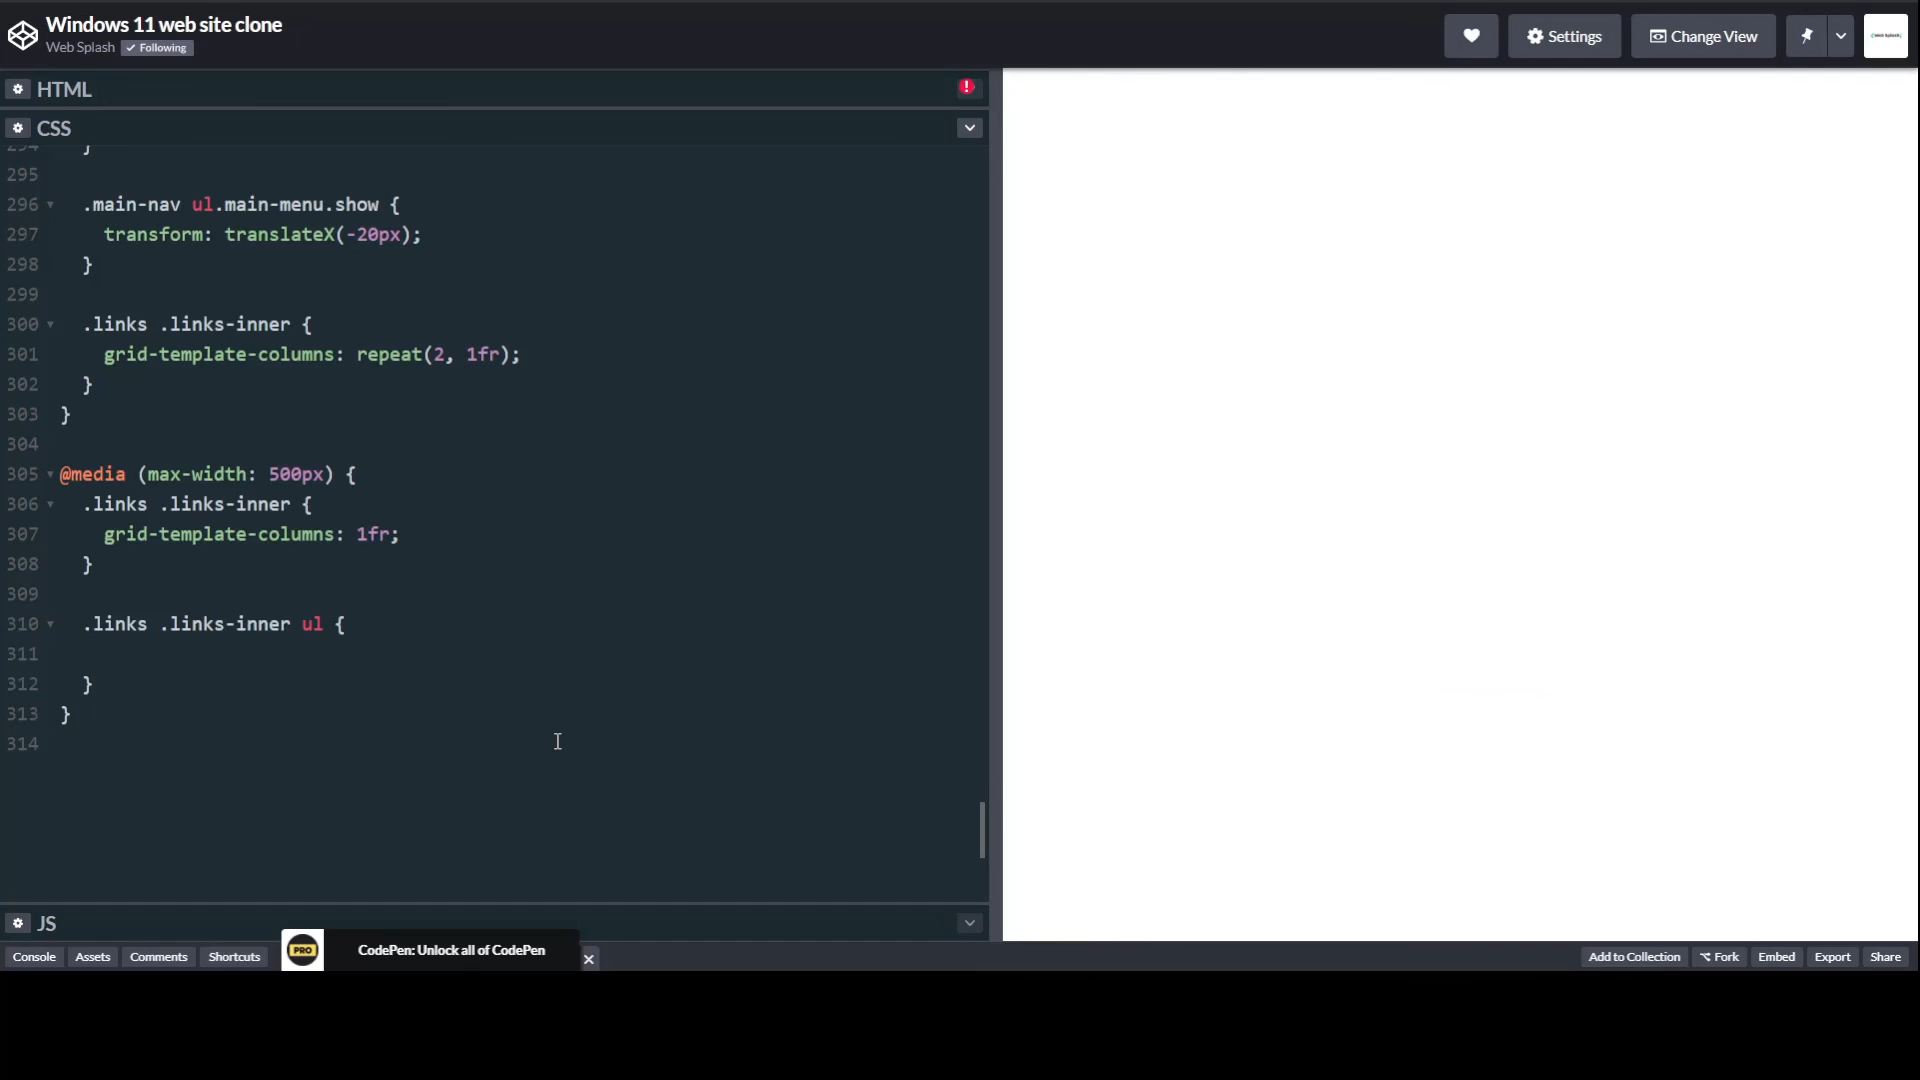 Windows 11 web site clone
Web Splash ✓ Following
Settings
Change View
HTML
!
CSS
294 }
295
296 .main-nav ul.main-menu.show {
297 transform: translateX(-20px);
298 }
299
300 .links .links-inner {
301 grid-template-columns: repeat(2, 1fr);
302 }
303 }
304
305 @media (max-width: 500px) {
306 .links .links-inner {
307 grid-template-columns: 1fr;
308 }
309
310 .links .links-inner ul {
311
312 }
313 }
314
JS
PRO CodePen: Unlock all of CodePen
Console Assets Comments Shortcuts
Add to Collection Fork Embed Export Share